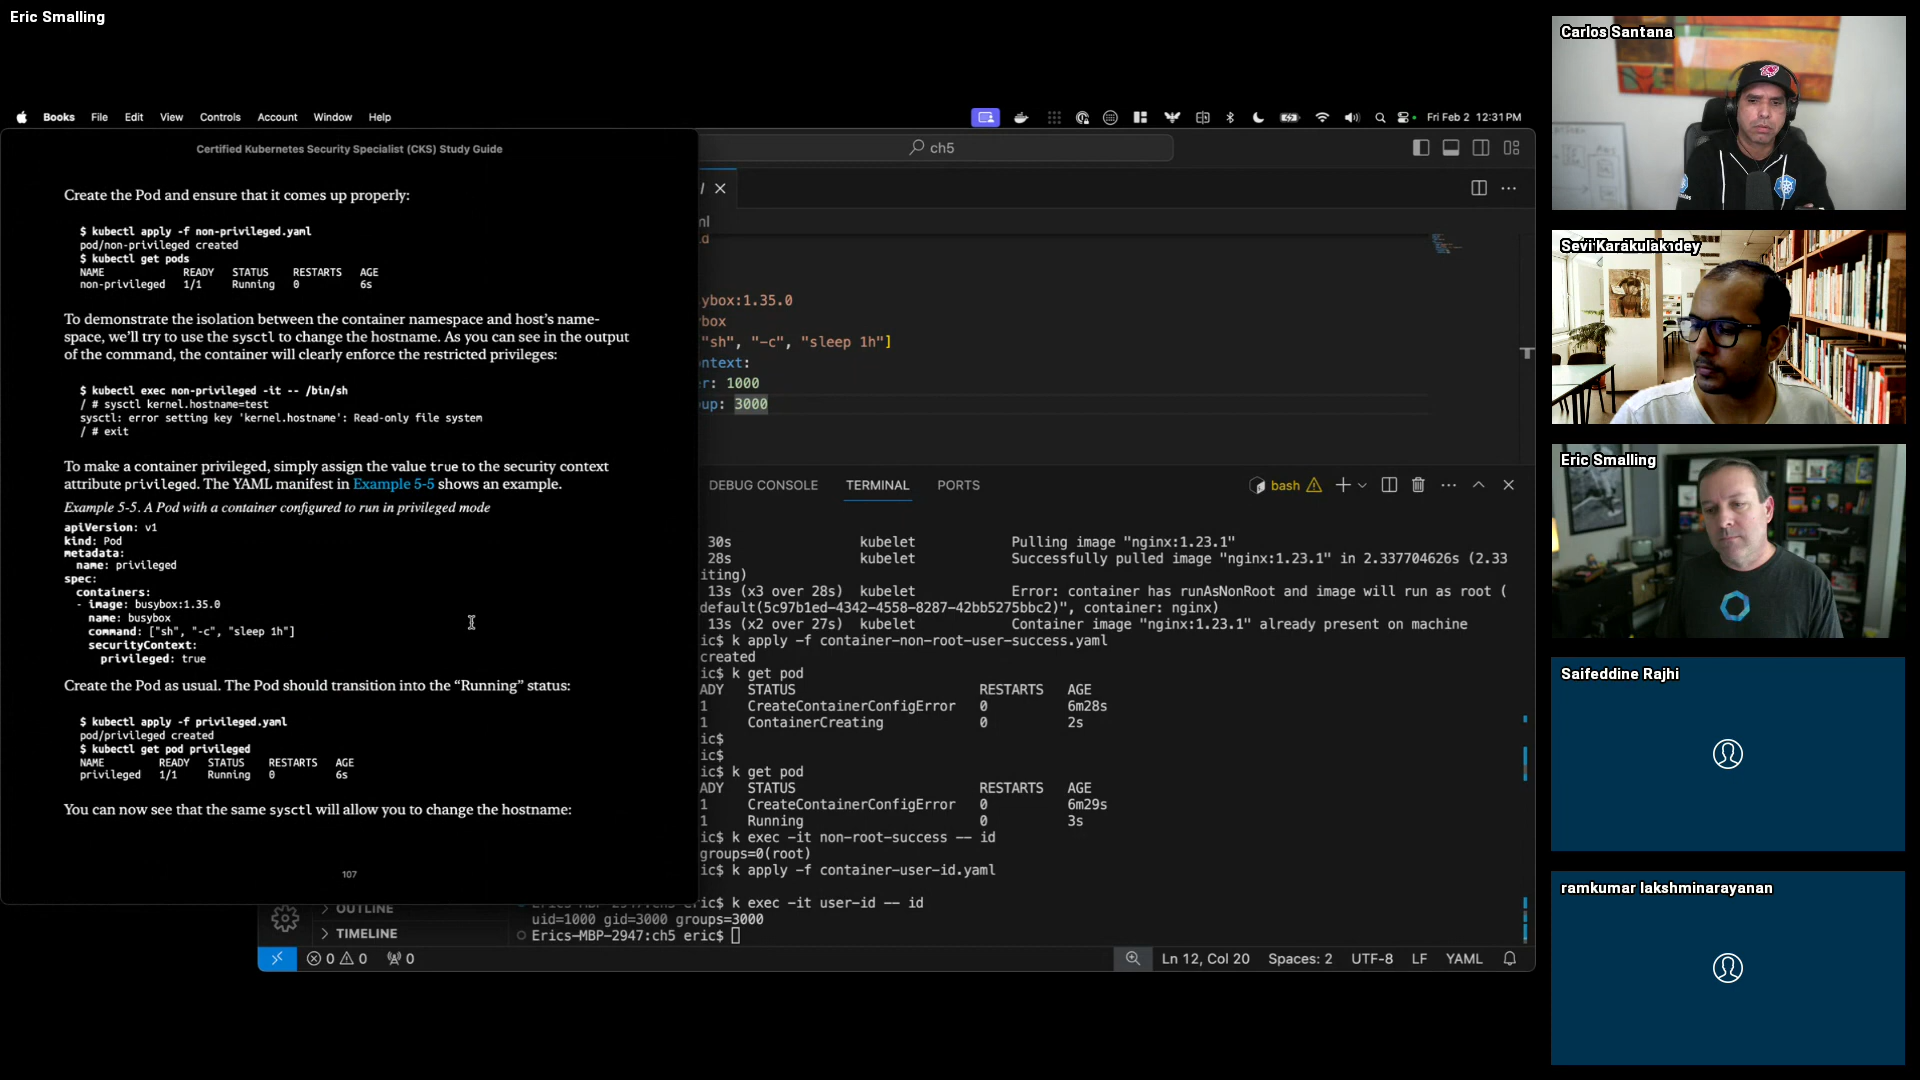 Eric Smalling
Books File Edit View Controls Account Window Help
Fri Feb 2 12:31PM
Certified Kubernetes Security Specialist (CKS) Study Guide
Create the Pod and ensure that it comes up properly:
$ kubectl apply -f non-privileged.yaml
pod/non-privileged created
$ kubectl get pods
NAME READY STATUS RESTARTS AGE
non-privileged 1/1 Running 0 6s
To demonstrate the isolation between the container namespace and host's name-
space, we'll try to use the sysctl to change the hostname. As you can see in the output
of the command, the container will clearly enforce the restricted privileges:
$ kubectl exec non-privileged -it -- /bin/sh
/ # sysctl kernel.hostname=test
sysctl: error setting key 'kernel.hostname': Read-only file system
/ # exit
To make a container privileged, simply assign the value true to the security context
attribute privileged. The YAML manifest in Example 5-5 shows an example.
Example 5-5. A Pod with a container configured to run in privileged mode
apiVersion: v1
kind: Pod
metadata:
name: privileged
spec:
containers:
- image: busybox:1.35.0
name: busybox
command: ["sh", "-c", "sleep 1h"]
securityContext:
privileged: true
Create the Pod as usual. The Pod should transition into the "Running" status:
$ kubectl apply -f privileged.yaml
pod/privileged created
$ kubectl get pod privileged
NAME READY STATUS RESTARTS AGE
privileged 1/1 Running 0 6s
You can now see that the same sysctl will allow you to change the hostname:
107
ch5
ml
d
ybox:1.35.0
box
"sh", "-c", "sleep 1h"]
ntext:
r: 1000
oup: 3000
DEBUG CONSOLE TERMINAL PORTS
bash
30s kubelet Pulling image "nginx:1.23.1"
28s kubelet Successfully pulled image "nginx:1.23.1" in 2.337704626s (2.33
iting)
13s (x3 over 28s) kubelet Error: container has runAsNonRoot and image will run as root (
default(5c97b1ed-4342-4558-8287-42bb5275bbc2)", container: nginx)
13s (x2 over 27s) kubelet Container image "nginx:1.23.1" already present on machine
ic$ k apply -f container-non-root-user-success.yaml
created
ic$ k get pod
ADY STATUS RESTARTS AGE
1 CreateContainerConfigError 0 6m28s
1 ContainerCreating 0 2s
ic$
ic$
ic$ k get pod
ADY STATUS RESTARTS AGE
1 CreateContainerConfigError 0 6m29s
1 Running 0 3s
ic$ k exec -it non-root-success -- id
groups=0(root)
ic$ k apply -f container-user-id.yaml
ic$ k exec -it user-id -- id
uid=1000 gid=3000 groups=3000
Erics-MBP-2947:ch5 eric$
OUTLINE
TIMELINE
0 0 0
Ln 12, Col 20 Spaces: 2 UTF-8 LF YAML
Carlos Santana
Eric Smalling
Saifeddine Rajhi
ramkumar lakshminarayanan